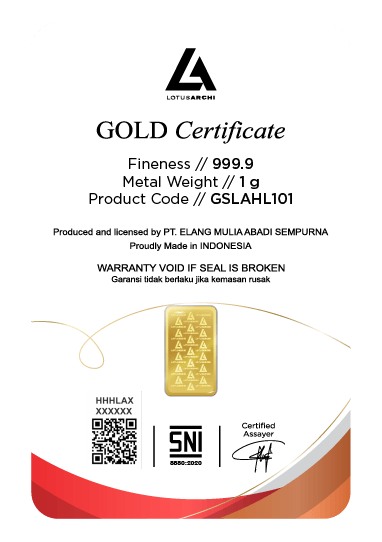 LOTUSARCHI
GOLD Certificate
Fineness // 999.9
Metal Weight // 1 g
Product Code // GSLAHL101
Produced and licensed by PT. ELANG MULIA ABADI SEMPURNA
Proudly Made in INDONESIA
WARRANTY VOID IF SEAL IS BROKEN
Garansi tidak berlaku jika kemasan rusak
HHHLAX
XXXXXX
SNI
8880:2020
Certified
Assayer